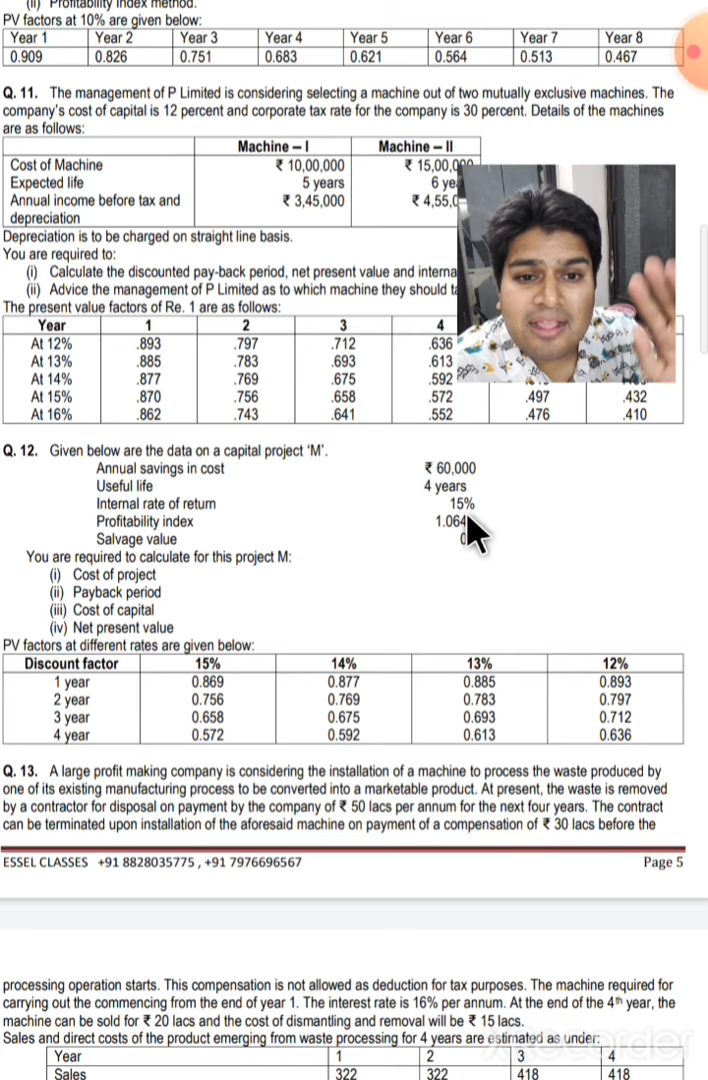 (ii) Profitability index method.
PV factors at 10% are given below:
Year 1 Year 2 Year 3 Year 4 Year 5 Year 6 Year 7 Year 8
0.909 0.826 0.751 0.683 0.621 0.564 0.513 0.467
Q. 11. The management of P Limited is considering selecting a machine out of two mutually exclusive machines. The
company's cost of capital is 12 percent and corporate tax rate for the company is 30 percent. Details of the machines
are as follows:
Machine – I Machine – II
Cost of Machine ₹ 10,00,000 ₹ 15,00,000
Expected life 5 years 6
Annual income before tax and ₹ 3,45,000
depreciation
Depreciation is to be charged on straight line basis.
You are required to:
(i) Calculate the discounted pay-back period, net present value and
(ii) Advice the management of P Limited as to which machine they should
The present value factors of Re. 1 are as follows:
Year 1 2 3 4
At 12% .893 .797 .712 .636
At 13% .885 .783 .693 .613
At 14% .877 .769 .675 .592
At 15% .870 .756 .658 .572 .497 .432
At 16% .862 .743 .641 .552 .476 .410
Q. 12. Given below are the data on a capital project 'M'.
Annual savings in cost ₹ 60,000
Useful life 4 years
Internal rate of return 15%
Profitability index 1.064
Salvage value 0
You are required to calculate for this project M:
(i) Cost of project
(ii) Payback period
(iii) Cost of capital
(iv) Net present value
PV factors at different rates are given below:
Discount factor 15% 14% 13% 12%
1 year 0.869 0.877 0.885 0.893
2 year 0.756 0.769 0.783 0.797
3 year 0.658 0.675 0.693 0.712
4 year 0.572 0.592 0.613 0.636
Q. 13. A large profit making company is considering the installation of a machine to process the waste produced by
one of its existing manufacturing process to be converted into a marketable product. At present, the waste is removed
by a contractor for disposal on payment by the company of ₹ 50 lacs per annum for the next four years. The contract
can be terminated upon installation of the aforesaid machine on payment of a compensation of ₹ 30 lacs before the
ESSEL CLASSES +91 8828035775 , +91 7976696567 Page 5
processing operation starts. This compensation is not allowed as deduction for tax purposes. The machine required for
carrying out the commencing from the end of year 1. The interest rate is 16% per annum. At the end of the 4th year, the
machine can be sold for ₹ 20 lacs and the cost of dismantling and removal will be ₹ 15 lacs.
Sales and direct costs of the product emerging from waste processing for 4 years are estimated as under:
Year 1 2 3 4
Sales 322 322 418 418